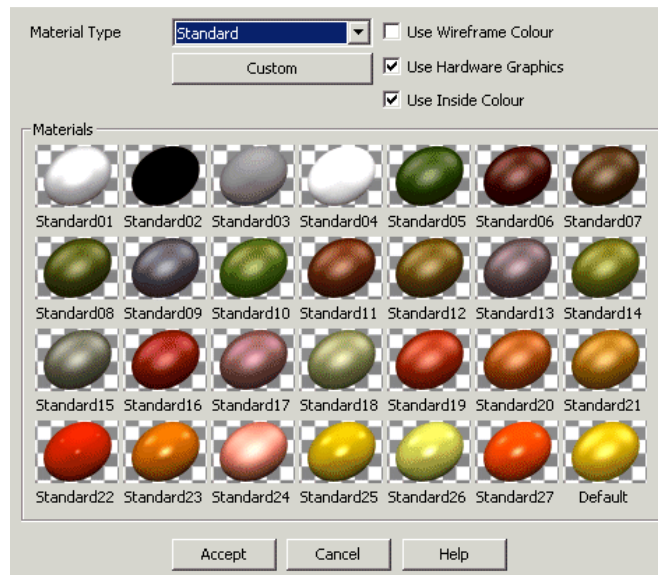 Material Type Standard Use Wireframe Colour
Custom Use Hardware Graphics
Use Inside Colour
Materials
Standard01 Standard02 Standard03 Standard04 Standard05 Standard06 Standard07
Standard08 Standard09 Standard10 Standard11 Standard12 Standard13 Standard14
Standard15 Standard16 Standard17 Standard18 Standard19 Standard20 Standard21
Standard22 Standard23 Standard24 Standard25 Standard26 Standard27 Default
Accept Cancel Help